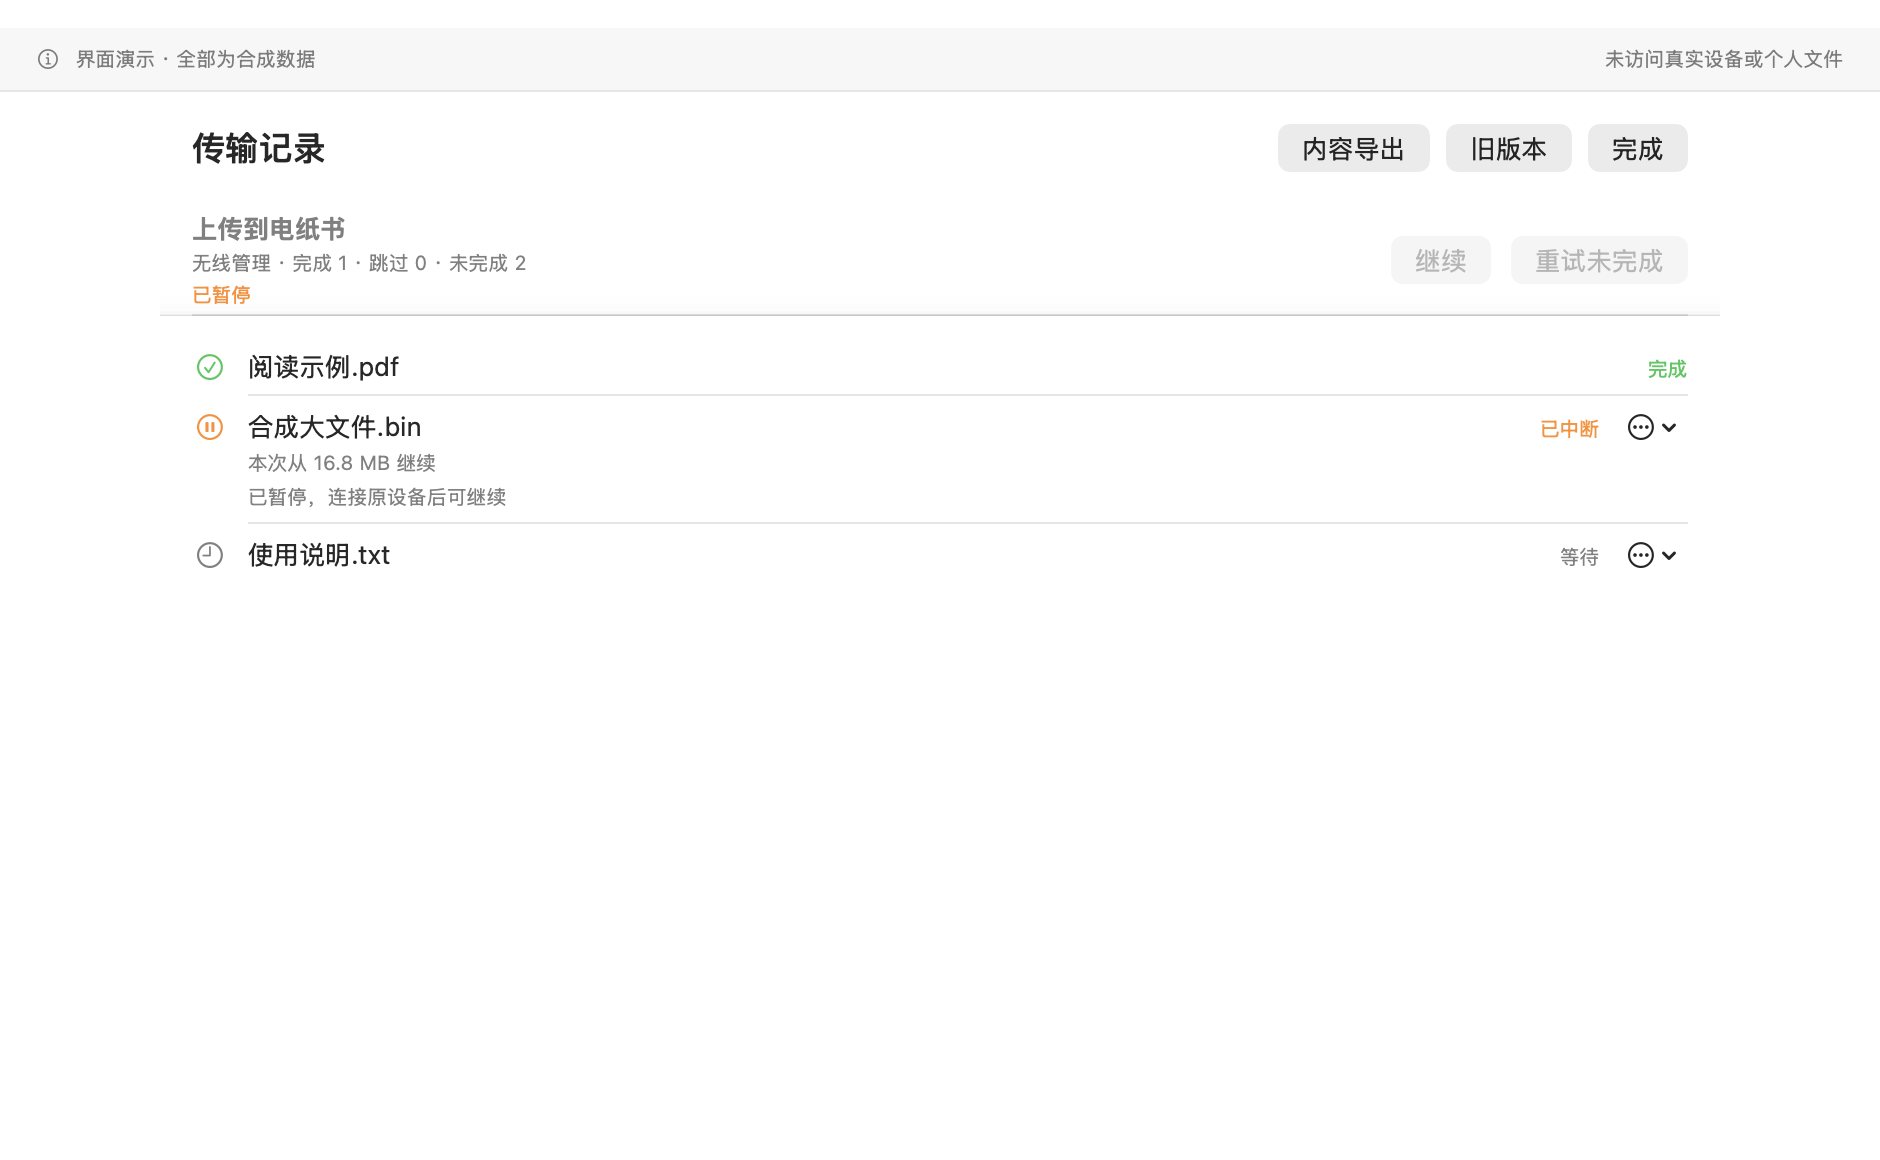 界面演示 · 全部为合成数据
未访问真实设备或个人文件
传输记录
内容导出
旧版本
完成
上传到电纸书
无线管理 · 完成 1 · 跳过 0 · 未完成 2
已暂停
继续
重试未完成
阅读示例.pdf
完成
合成大文件.bin
已中断
本次从 16.8 MB 继续
已暂停，连接原设备后可继续
使用说明.txt
等待